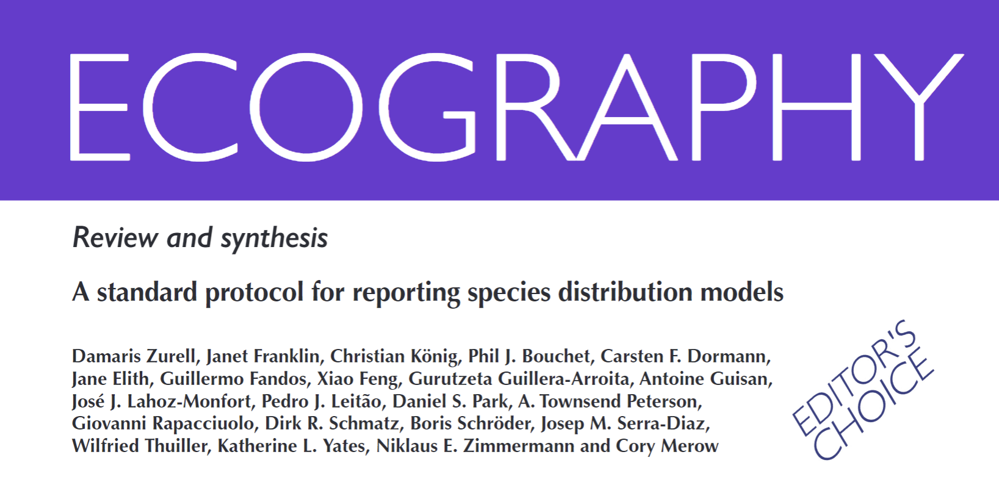 ECOGRAPHY
Review and synthesis
A standard protocol for reporting species distribution models
Damaris Zurell, Janet Franklin, Christian König, Phil J. Bouchet, Carsten F. Dormann,
Jane Elith, Guillermo Fandos, Xiao Feng, Gurutzeta Guillera-Arroita, Antoine Guisan,
José J. Lahoz-Monfort, Pedro J. Leitão, Daniel S. Park, A. Townsend Peterson,
Giovanni Rapacciuolo, Dirk R. Schmatz, Boris Schröder, Josep M. Serra-Diaz,
Wilfried Thuiller, Katherine L. Yates, Niklaus E. Zimmermann and Cory Merow
EDITOR'S
CHOICE